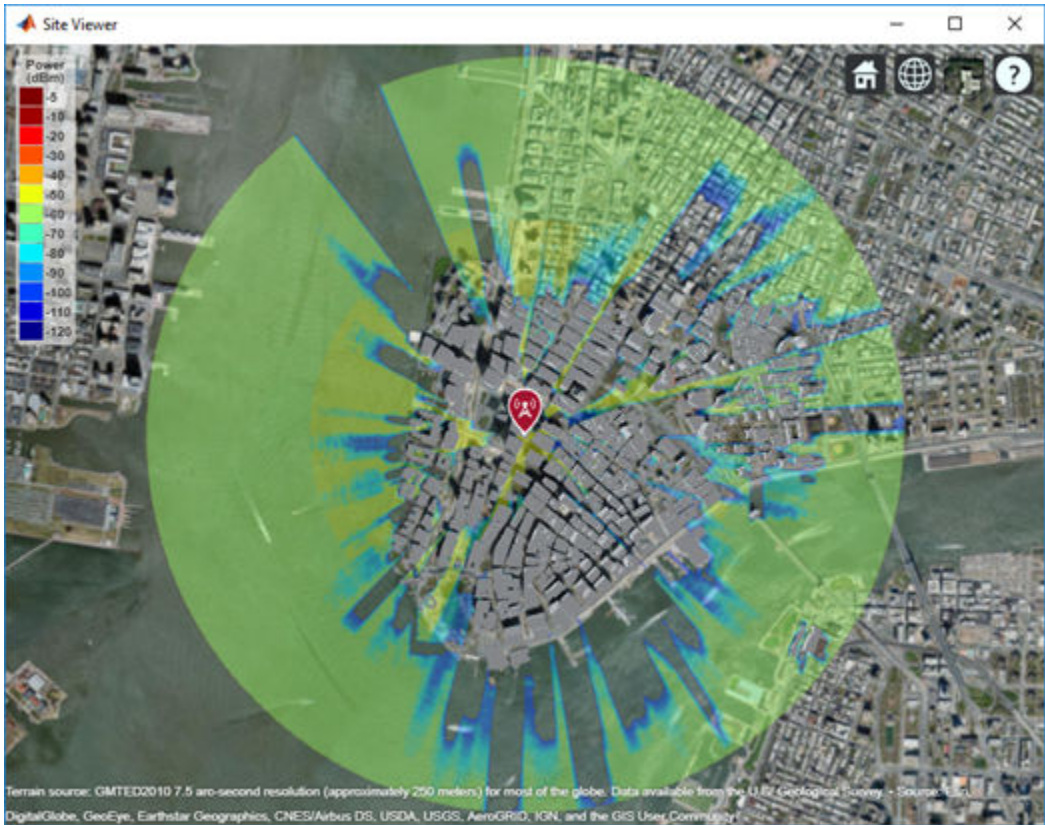 Site Viewer
Power
(dBm)
-5
-10
-20
-30
-40
-50
-60
-70
-80
-90
-100
-110
-120
?
Terrain source: GMTED2010 7.5 arc-second resolution (approximately 250 meters) for most of the globe. Data available from the U.S. Geological Survey. • Source: Esri,
DigitalGlobe, GeoEye, Earthstar Geographics, CNES/Airbus DS, USDA, USGS, AeroGRID, IGN, and the GIS User Community